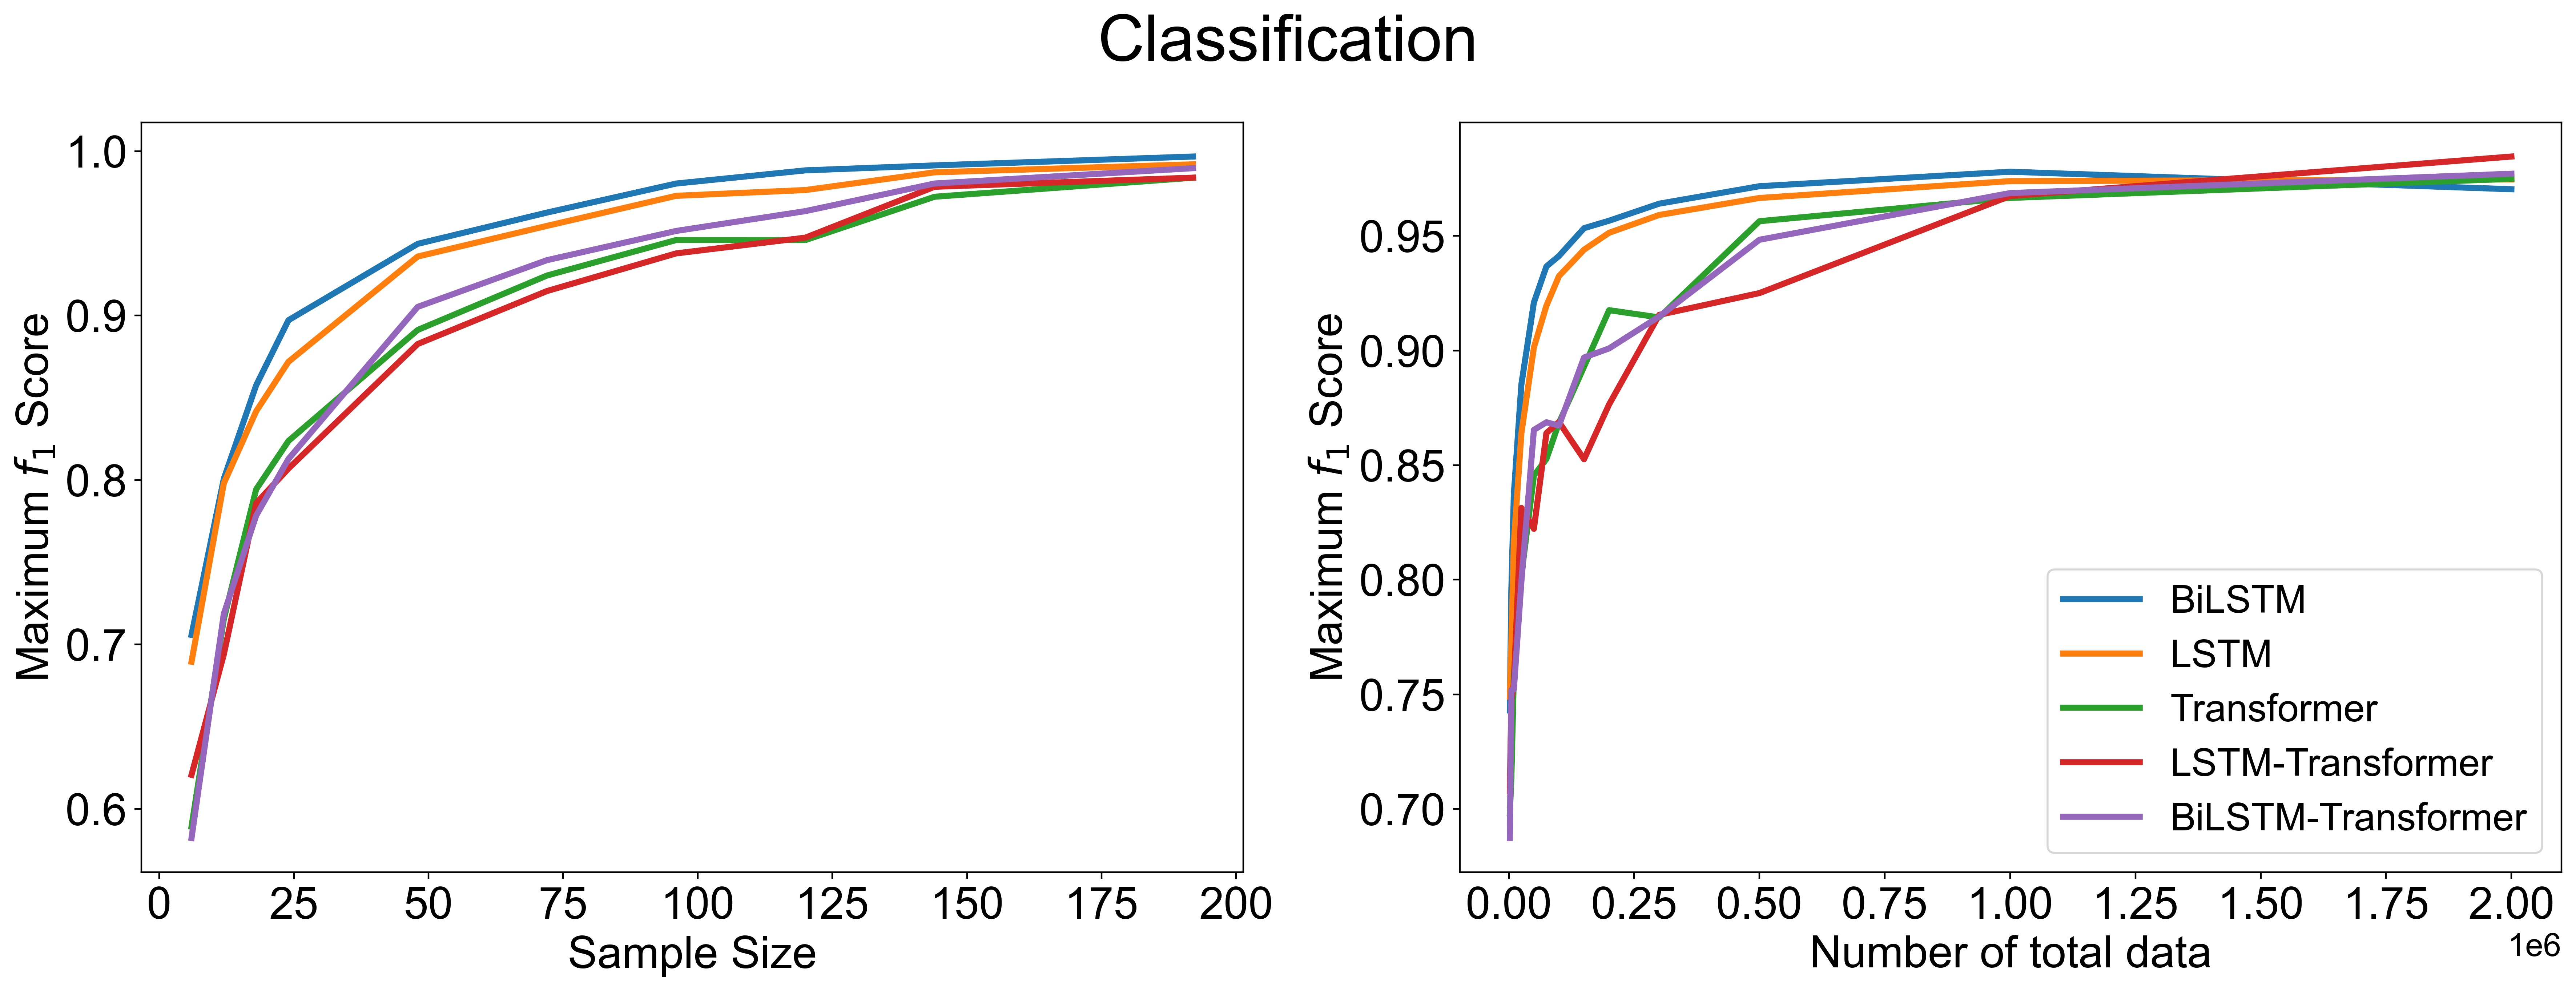 Classification
Maximum f1 Score
1.0
0.9
0.8
0.7
0.6
0 25 50 75 100 125 150 175 200
Sample Size
Maximum f1 Score
0.95
0.90
0.85
0.80
0.75
0.70
0.00 0.25 0.50 0.75 1.00 1.25 1.50 1.75 2.00
1e6
Number of total data
BiLSTM
LSTM
Transformer
LSTM-Transformer
BiLSTM-Transformer